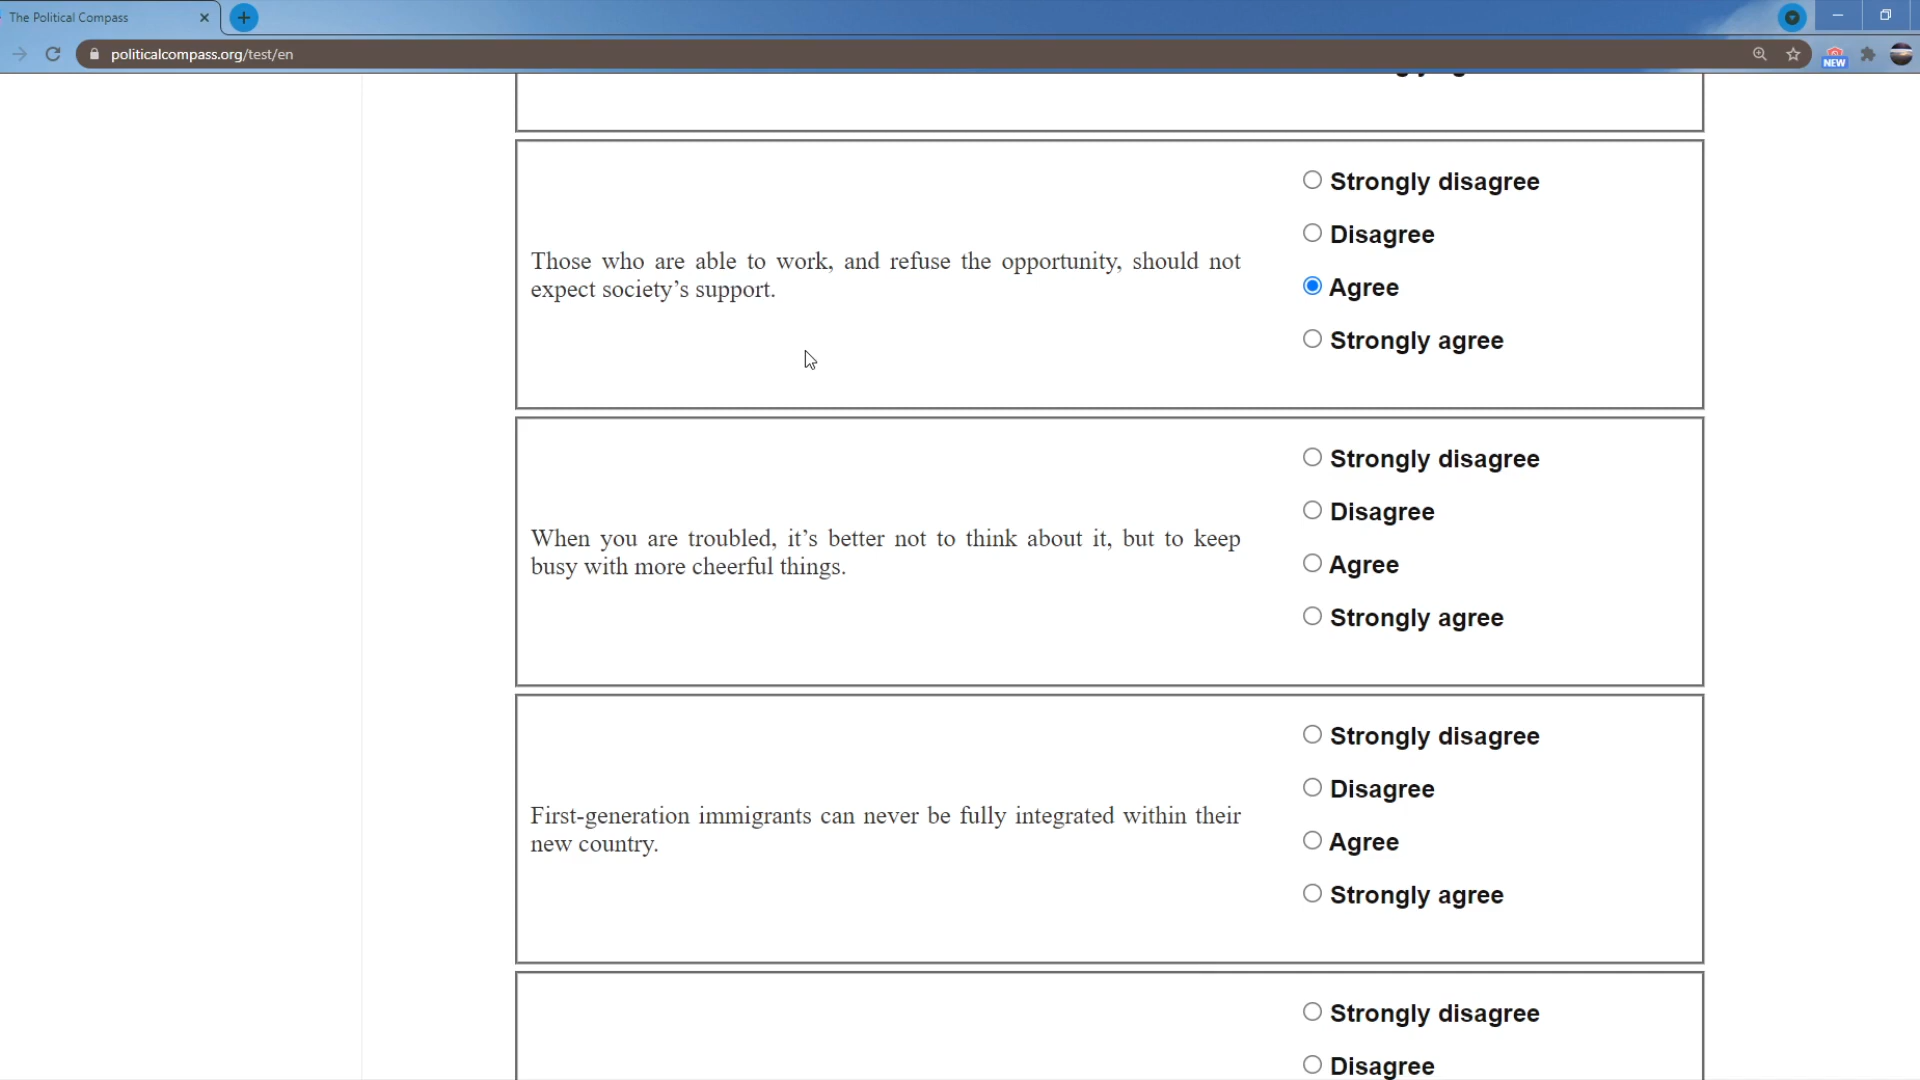 The Political Compass
politicalcompass.org/test/en
NEW
Strongly disagree
Disagree
Those who are able to work, and refuse the opportunity, should not
expect society’s support.
Agree
Strongly agree
Strongly disagree
Disagree
When you are troubled, it’s better not to think about it, but to keep
busy with more cheerful things.
Agree
Strongly agree
Strongly disagree
Disagree
First-generation immigrants can never be fully integrated within their
new country.
Agree
Strongly agree
Strongly disagree
Disagree